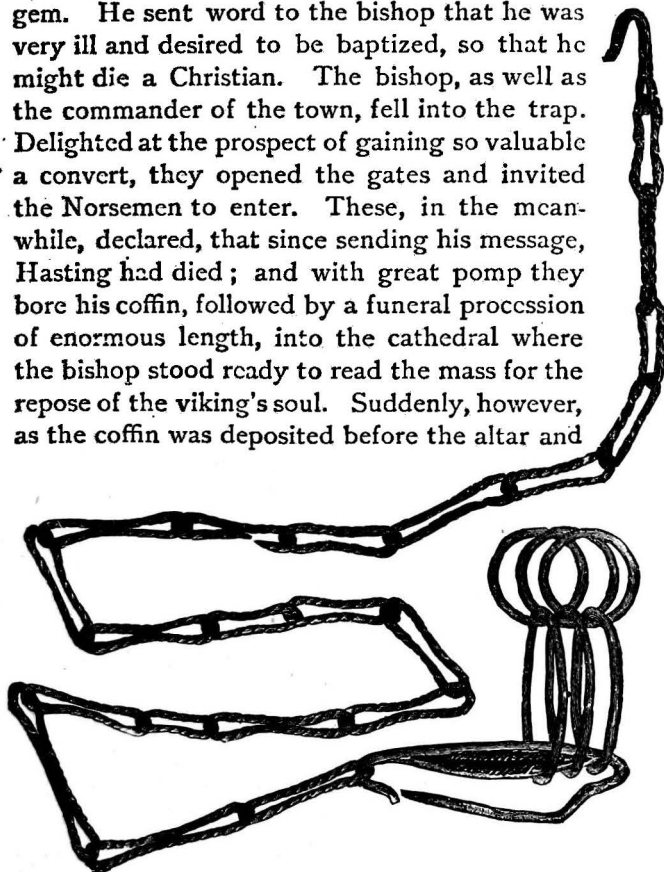 gem. He sent word to the bishop that he was
very ill and desired to be baptized, so that he
might die a Christian. The bishop, as well as
the commander of the town, fell into the trap.
Delighted at the prospect of gaining so valuable
a convert, they opened the gates and invited
the Norsemen to enter. These, in the mean-
while, declared, that since sending his message,
Hasting had died; and with great pomp they
bore his coffin, followed by a funeral procession
of enormous length, into the cathedral where
the bishop stood ready to read the mass for the
repose of the viking's soul. Suddenly, however,
as the coffin was deposited before the altar and